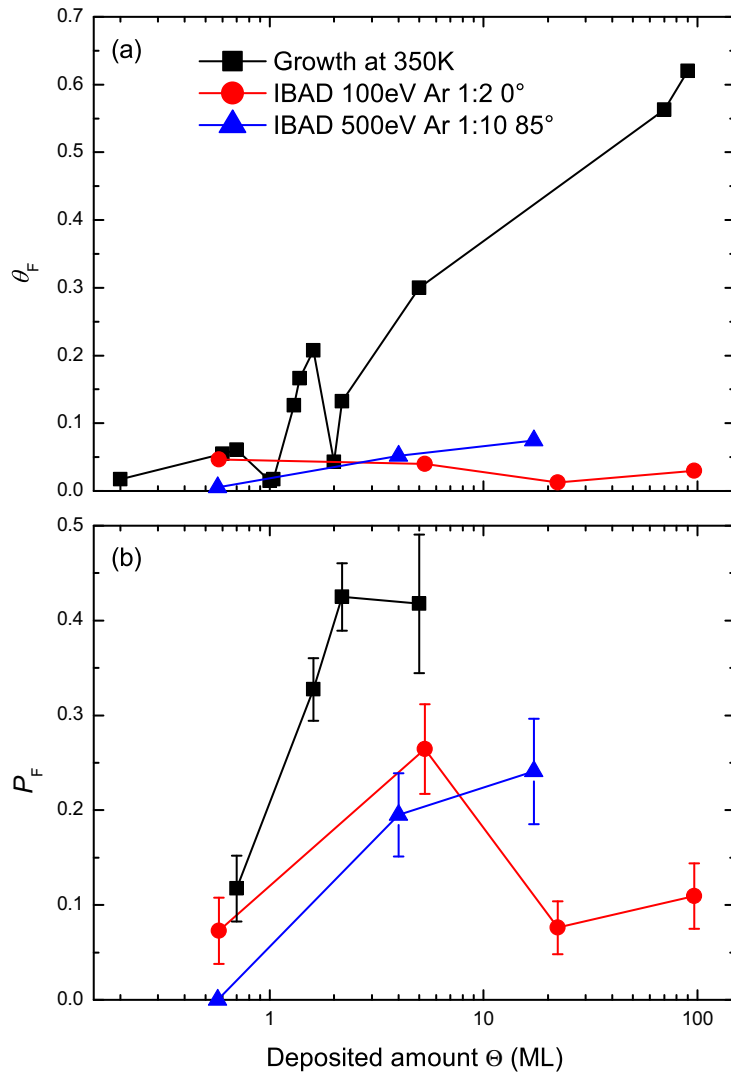 0.7
(a)
Growth at 350K
IBAD 100eV Ar 1:2 0°
IBAD 500eV Ar 1:10 85°
0.6
0.5
0.4
0.3
0.2
0.1
0.0
θF
0.5
(b)
0.4
0.3
0.2
0.1
0.0
PF
1
10
100
Deposited amount Θ (ML)